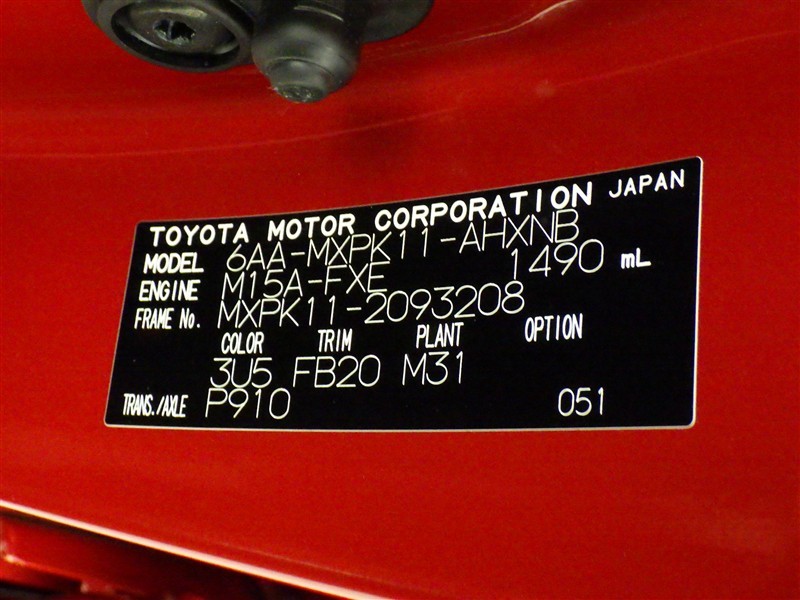 TOYOTA MOTOR CORPORATION JAPAN
MODEL 6AA-MXPK11-AHXNB
ENGINE M15A-FXE 1490 mL
FRAME No. MXPK11-2093208
COLOR TRIM PLANT OPTION
3U5 FB20 M31
TRANS./AXLE P910 051